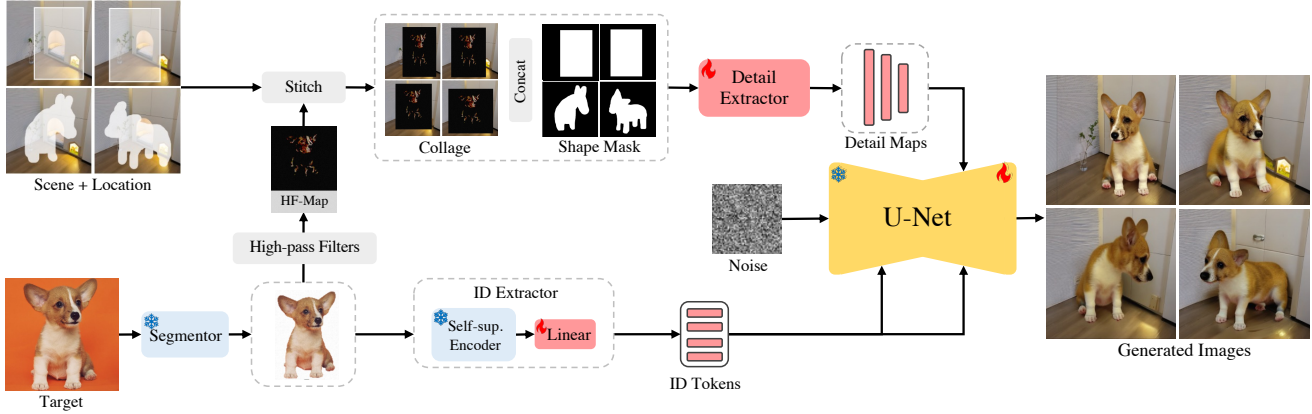 Scene + Location
Stitch
HF-Map
High-pass Filters
Collage
Concat
Shape Mask
Detail
Extractor
Detail Maps
Noise
U-Net
Target
Segmentor
ID Extractor
Self-sup.
Encoder
Linear
ID Tokens
Generated Images